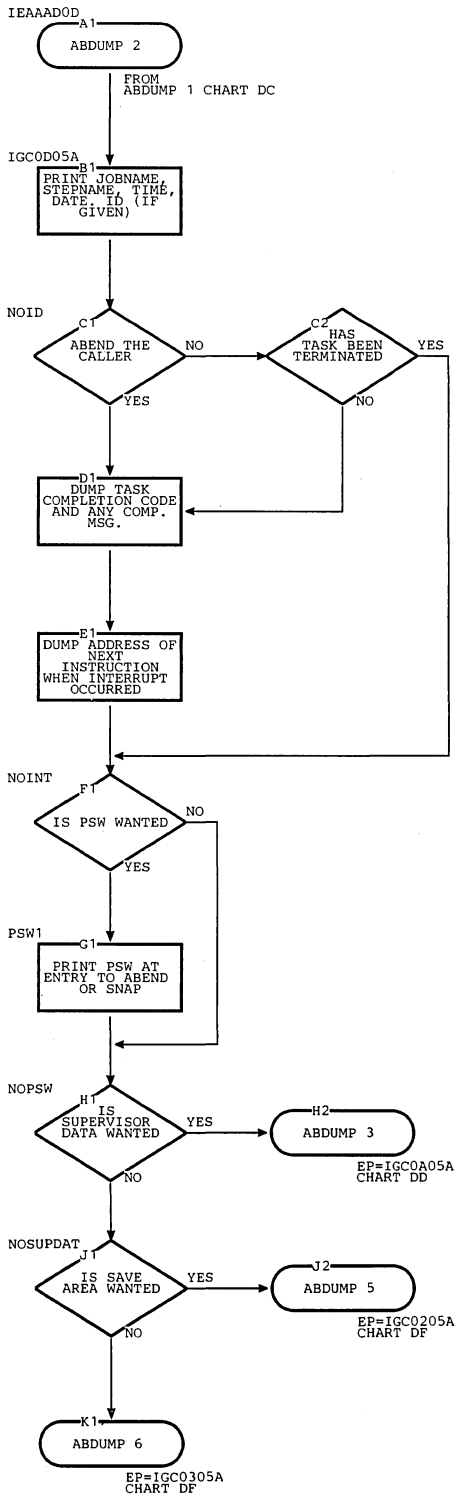 IEAAAD0D
A1
ABDUMP 2
FROM
ABDUMP 1 CHART DC
IGC0D05A
B1
PRINT JOBNAME,
STEPNAME, TIME,
DATE. ID (IF
GIVEN)
NOID
C1
ABEND THE
CALLER
NO
YES
C2
HAS
TASK BEEN
TERMINATED
YES
NO
D1
DUMP TASK
COMPLETION CODE
AND ANY COMP.
MSG.
E1
DUMP ADDRESS OF
NEXT
INSTRUCTION
WHEN INTERRUPT
OCCURRED
NOINT
F1
IS PSW WANTED
NO
YES
PSW1
G1
PRINT PSW AT
ENTRY TO ABEND
OR SNAP
NOPSW
H1
IS
SUPERVISOR
DATA WANTED
YES
NO
H2
ABDUMP 3
EP=IGC0A05A
CHART DD
NOSUPDAT
J1
IS SAVE
AREA WANTED
YES
NO
J2
ABDUMP 5
EP=IGC0205A
CHART DF
K1
ABDUMP 6
EP=IGC0305A
CHART DF